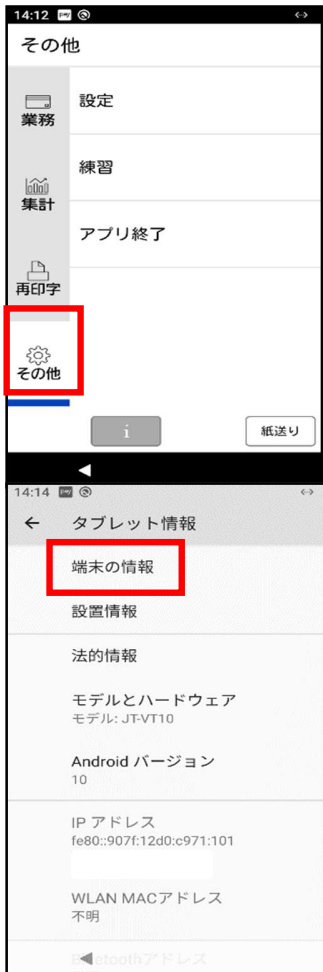 14:12 pay
その他
業務
設定
集計
練習
再印字
アプリ終了
その他
i
紙送り
14:14 pay
タブレット情報
端末の情報
設置情報
法的情報
モデルとハードウェア
モデル: JT-VT10
Android バージョン
10
IP アドレス
fe80::907f:12d0:c971:101
WLAN MACアドレス
不明
etoothアドレス